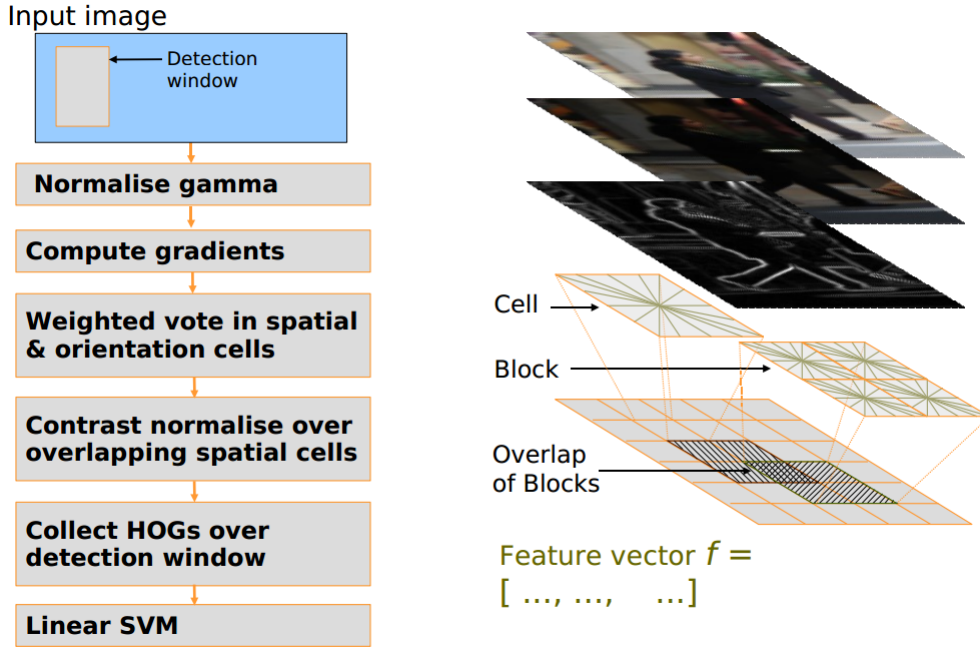 Input image
Detection
window
Normalise gamma
Compute gradients
Weighted vote in spatial
& orientation cells
Contrast normalise over
overlapping spatial cells
Collect HOGs over
detection window
Linear SVM
Cell
Block
Overlap
of Blocks
Feature vector f =
[ ..., ..., ...]